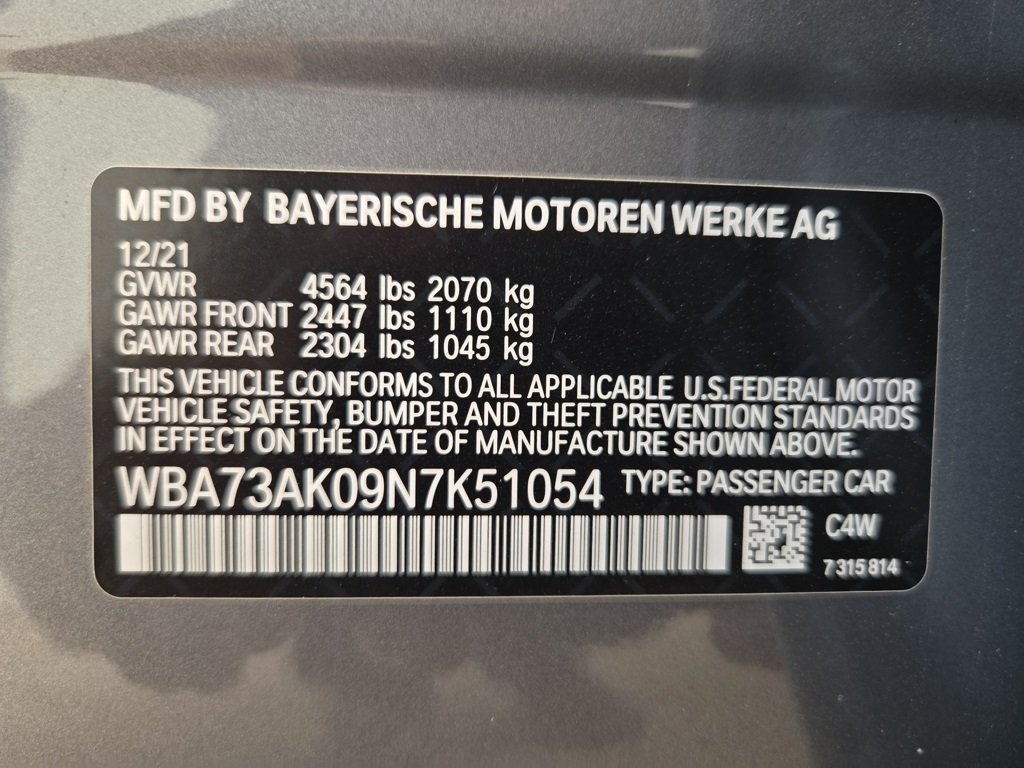 MFD BY BAYERISCHE MOTOREN WERKE AG
12/21
GVWR 4564 lbs 2070 kg
GAWR FRONT 2447 lbs 1110 kg
GAWR REAR 2304 lbs 1045 kg
THIS VEHICLE CONFORMS TO ALL APPLICABLE U.S.FEDERAL MOTOR
VEHICLE SAFETY, BUMPER AND THEFT PREVENTION STANDARDS
IN EFFECT ON THE DATE OF MANUFACTURE SHOWN ABOVE.
WBA73AK09N7K51054 TYPE: PASSENGER CAR
C4W
7 315 814